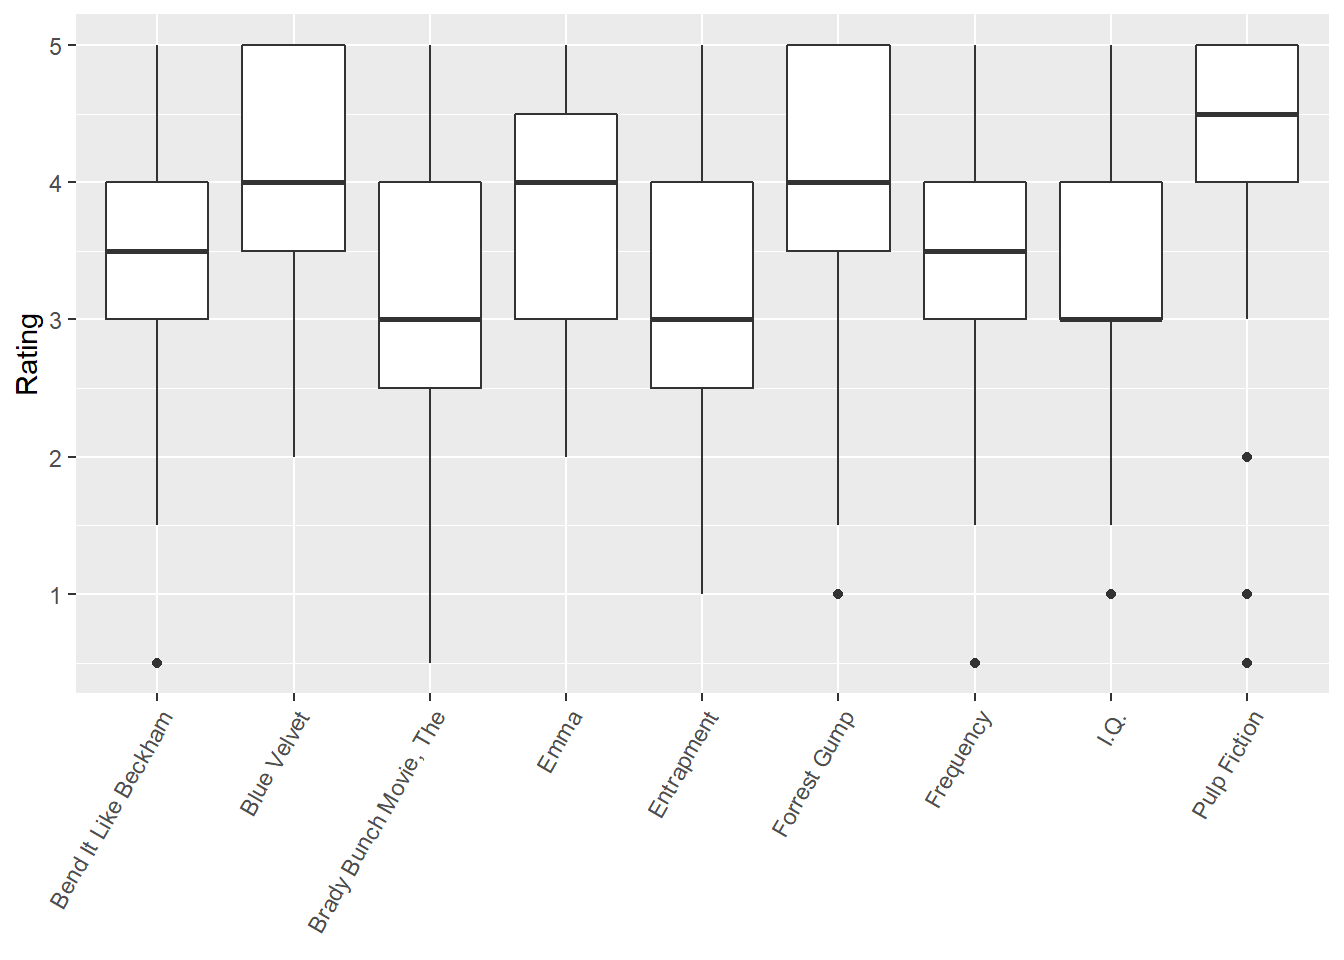 Rating
5
4
3
2
1
Bend It Like Beckham
Blue Velvet
Brady Bunch Movie, The
Emma
Entrapment
Forrest Gump
Frequency
I.Q.
Pulp Fiction